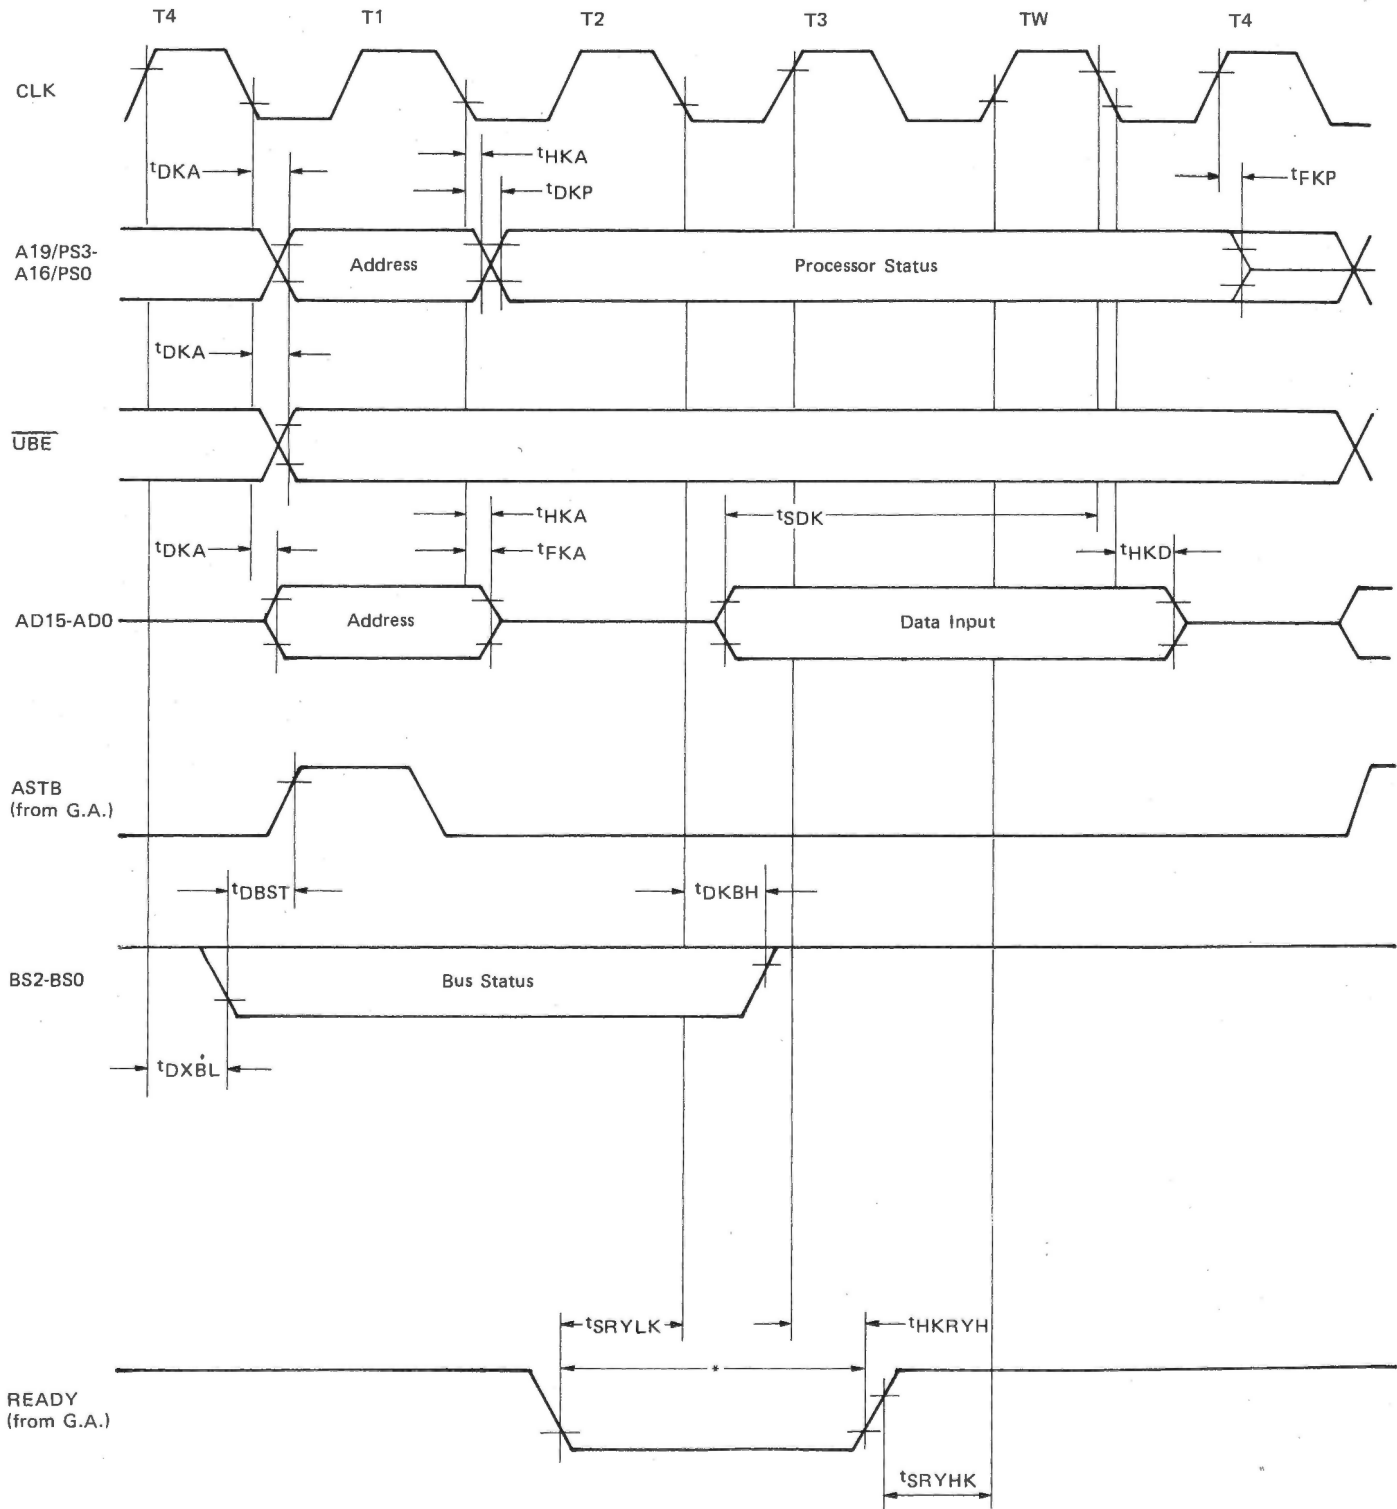 T4 T1 T2 T3 TW T4
CLK
tHKA
tDKA
tDKP
tFKP
A19/PS3-
A16/PS0
Address
Processor Status
tDKA
UBE
tHKA
tSDK
tDKA
tFKA
tHKD
AD15-AD0
Address
Data Input
ASTB
(from G.A.)
tDBST
tDKBH
BS2-BS0
Bus Status
tDXBL
tSRYLK
tHKRYH
*
READY
(from G.A.)
tSRYHK